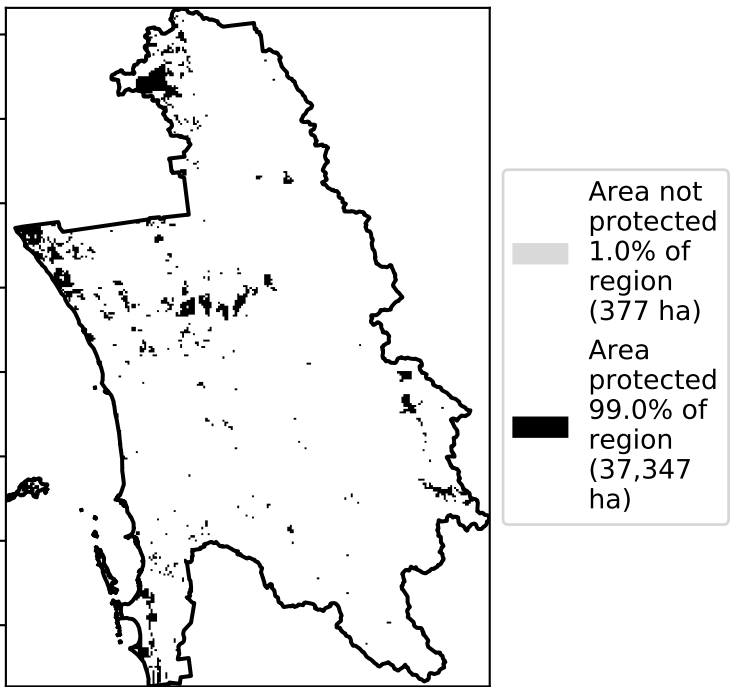 Area not
protected
1.0% of
region
(377 ha)
Area
protected
99.0% of
region
(37,347
ha)